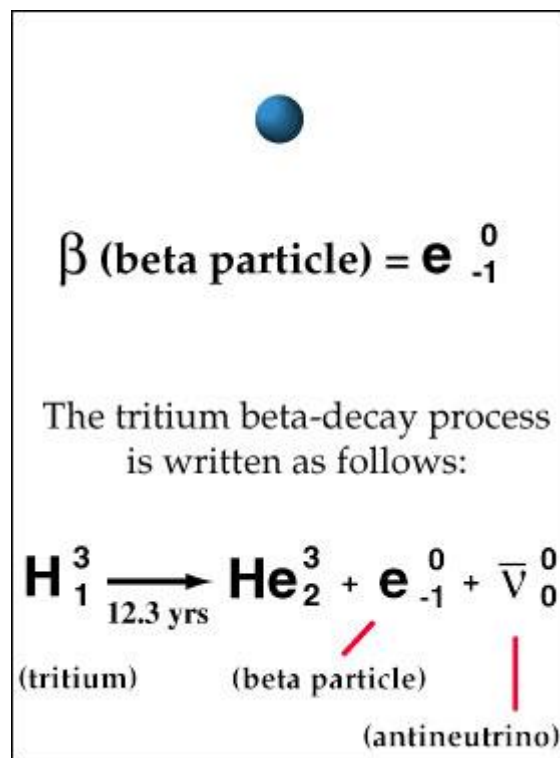 β (beta particle) = e 0 -1
The tritium beta-decay process
is written as follows:
H 3 1 → He 3 2 + e 0 -1 + ν̅ 0 0
12.3 yrs
(tritium) (beta particle)
(antineutrino)